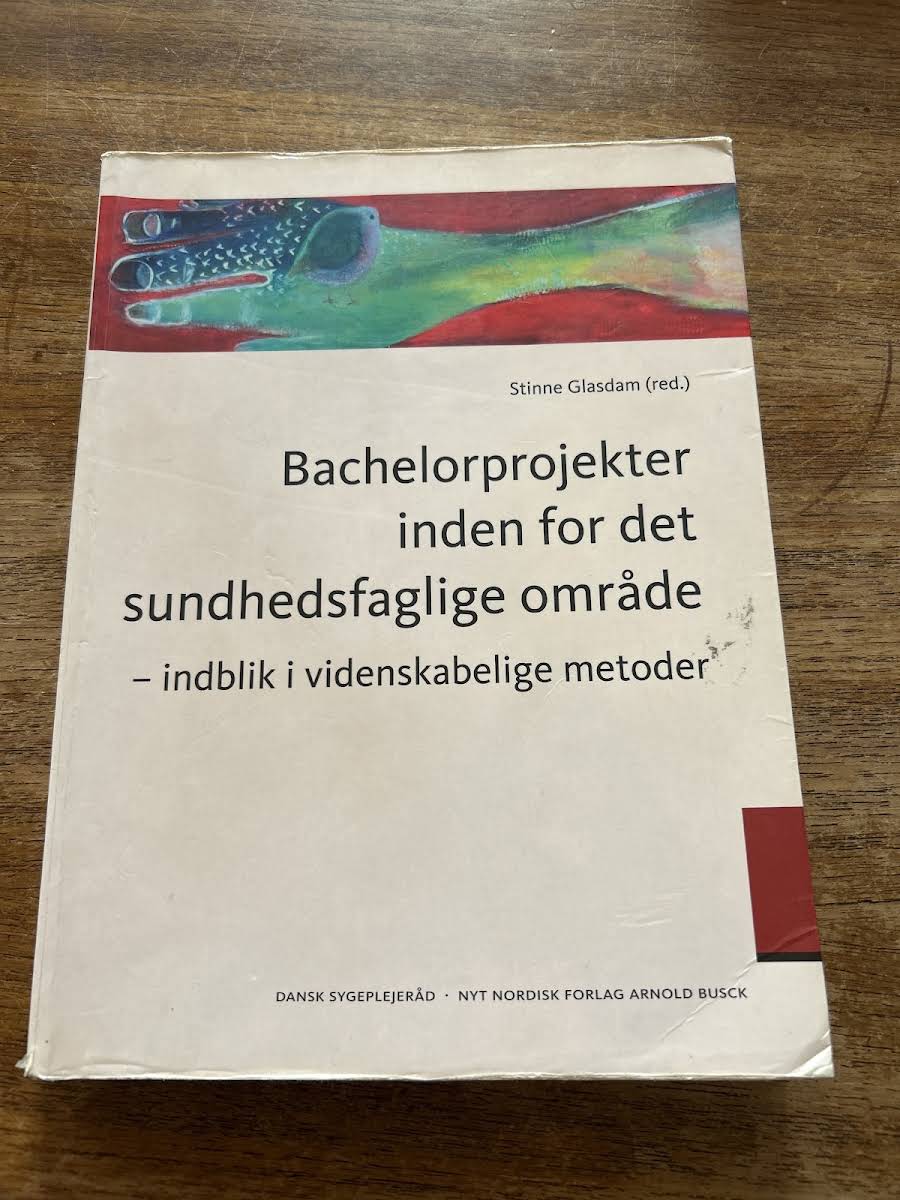 Stinne Glasdam (red.)
Bachelorprojekter
inden for det
sundhedsfaglige område
– indblik i videnskabelige metoder
DANSK SYGEPLEJERÅD · NYT NORDISK FORLAG ARNOLD BUSCK